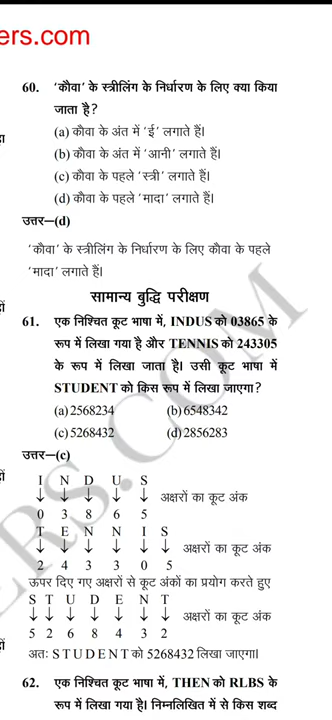 ers.com
60. 'कौवा' के स्त्रीलिंग के निर्धारण के लिए क्या किया
जाता है?
(a) कौवा के अंत में 'ई' लगाते हैं।
(b) कौवा के अंत में 'आनी' लगाते हैं।
(c) कौवा के पहले 'स्त्री' लगाते हैं।
(d) कौवा के पहले 'मादा' लगाते हैं।
उत्तर—(d)
'कौवा' के स्त्रीलिंग के निर्धारण के लिए कौवा के पहले
'मादा' लगाते हैं।
सामान्य बुद्धि परीक्षण
61. एक निश्चित कूट भाषा में, INDUS को 03865 के
रूप में लिखा गया है और TENNIS को 243305
के रूप में लिखा जाता है। उसी कूट भाषा में
STUDENT को किस रूप में लिखा जाएगा?
(a) 2568234 (b) 6548342
(c) 5268432 (d) 2856283
उत्तर—(c)
I N D U S
↓ ↓ ↓ ↓ ↓ अक्षरों का कूट अंक
0 3 8 6 5
T E N N I S
↓ ↓ ↓ ↓ ↓ ↓ अक्षरों का कूट अंक
2 4 3 3 0 5
ऊपर दिए गए अक्षरों से कूट अंकों का प्रयोग करते हुए
S T U D E N T
↓ ↓ ↓ ↓ ↓ ↓ ↓ अक्षरों का कूट अंक
5 2 6 8 4 3 2
अतः S T U D E N T को 5268432 लिखा जाएगा।
62. एक निश्चित कूट भाषा में, THEN को RLBS के
रूप में लिखा गया है। निम्नलिखित में से किस शब्द